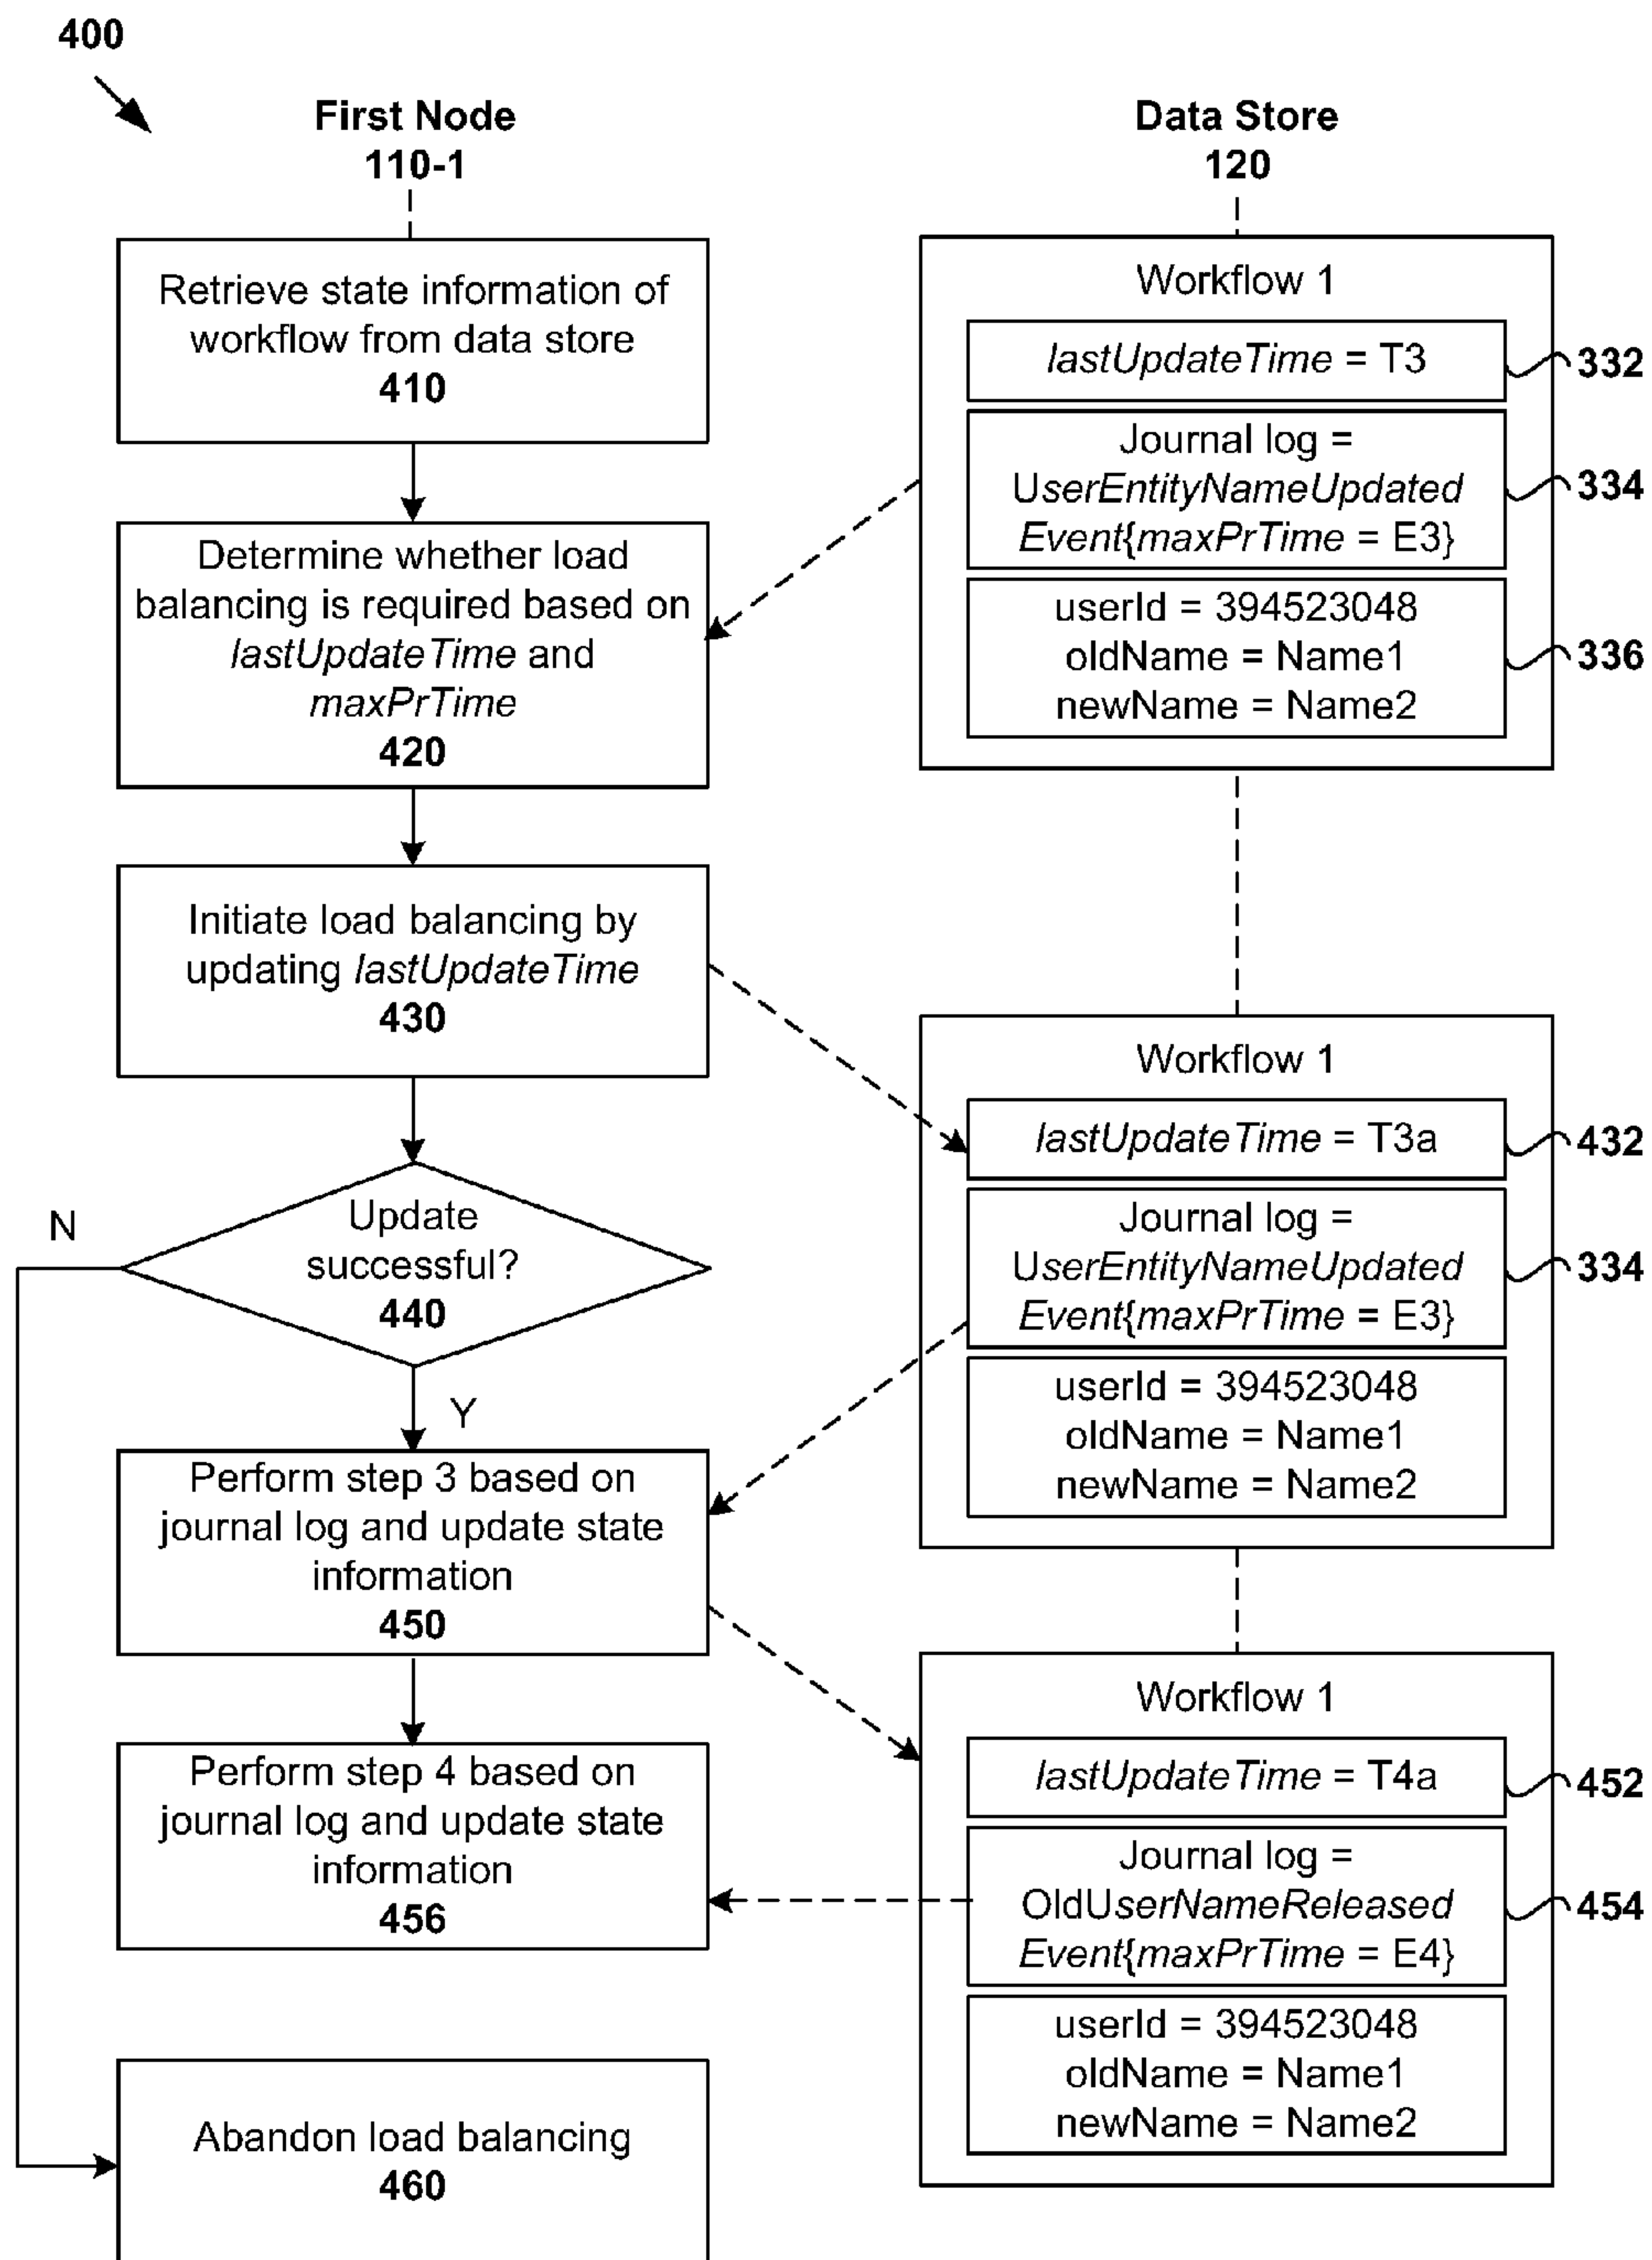 400
First Node
110-1
Data Store
120
Retrieve state information of
workflow from data store
410
Determine whether load
balancing is required based on
lastUpdateTime and
maxPrTime
420
Initiate load balancing by
updating lastUpdateTime
430
Update
successful?
440
N
Y
Perform step 3 based on
journal log and update state
information
450
Perform step 4 based on
journal log and update state
information
456
Abandon load balancing
460
Workflow 1
lastUpdateTime = T3
332
Journal log =
UserEntityNameUpdated
Event{maxPrTime = E3}
334
userId = 394523048
oldName = Name1
newName = Name2
336
Workflow 1
lastUpdateTime = T3a
432
Journal log =
UserEntityNameUpdated
Event{maxPrTime = E3}
334
userId = 394523048
oldName = Name1
newName = Name2
Workflow 1
lastUpdateTime = T4a
452
Journal log =
OldUserNameReleased
Event{maxPrTime = E4}
454
userId = 394523048
oldName = Name1
newName = Name2